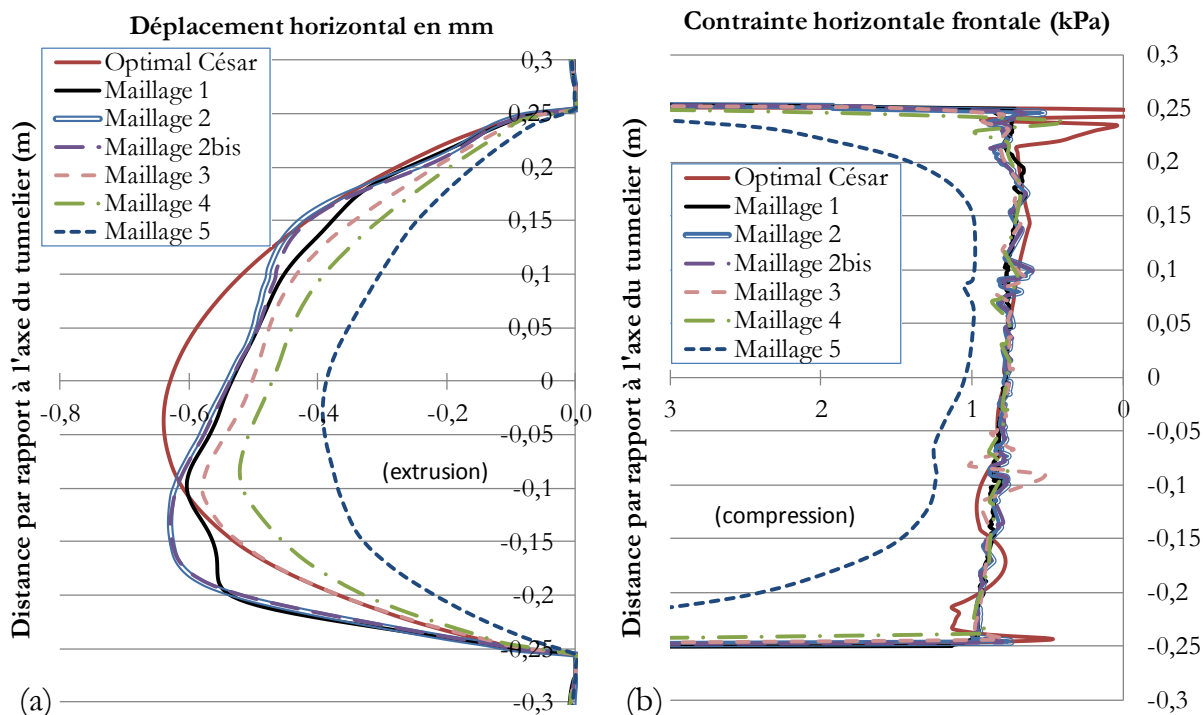 Déplacement horizontal en mm
Optimal César
Maillage 1
Maillage 2
Maillage 2bis
Maillage 3
Maillage 4
Maillage 5
Distance par rapport à l'axe du tunnelier (m)
0,3
0,25
0,2
0,15
0,1
0,05
0
-0,05
-0,1
-0,15
-0,2
-0,25
-0,3
-0,8
-0,6
-0,4
-0,2
0,0
(extrusion)
(a)
Contrainte horizontale frontale (kPa)
Optimal César
Maillage 1
Maillage 2
Maillage 2bis
Maillage 3
Maillage 4
Maillage 5
Distance par rapport à l'axe du tunnelier (m)
0,3
0,25
0,2
0,15
0,1
0,05
0
-0,05
-0,1
-0,15
-0,2
-0,25
-0,3
3
2
1
0
(compression)
(b)